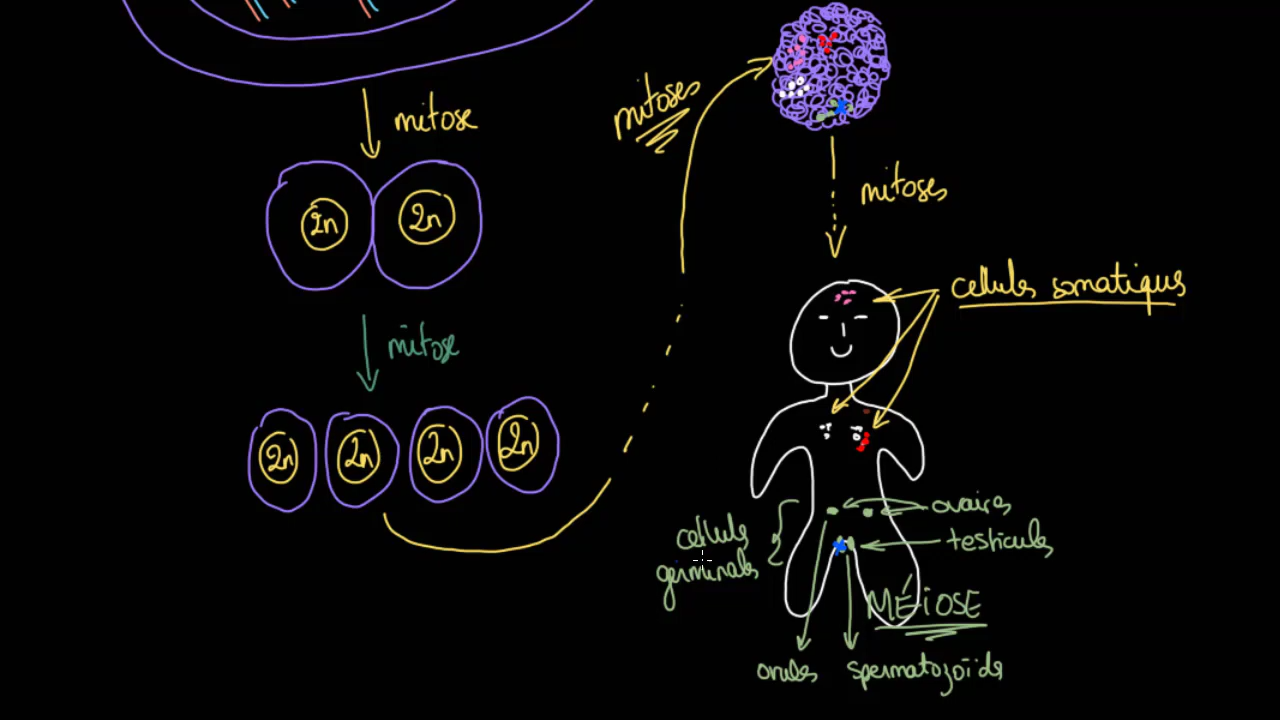 mitose
2n 2n
mitose
2n 2n 2n 2n
mitoses
mitoses
cellules somatiques
ovaires
testicules
cellules
germinales
MÉIOSE
ovules spermatozoïdes